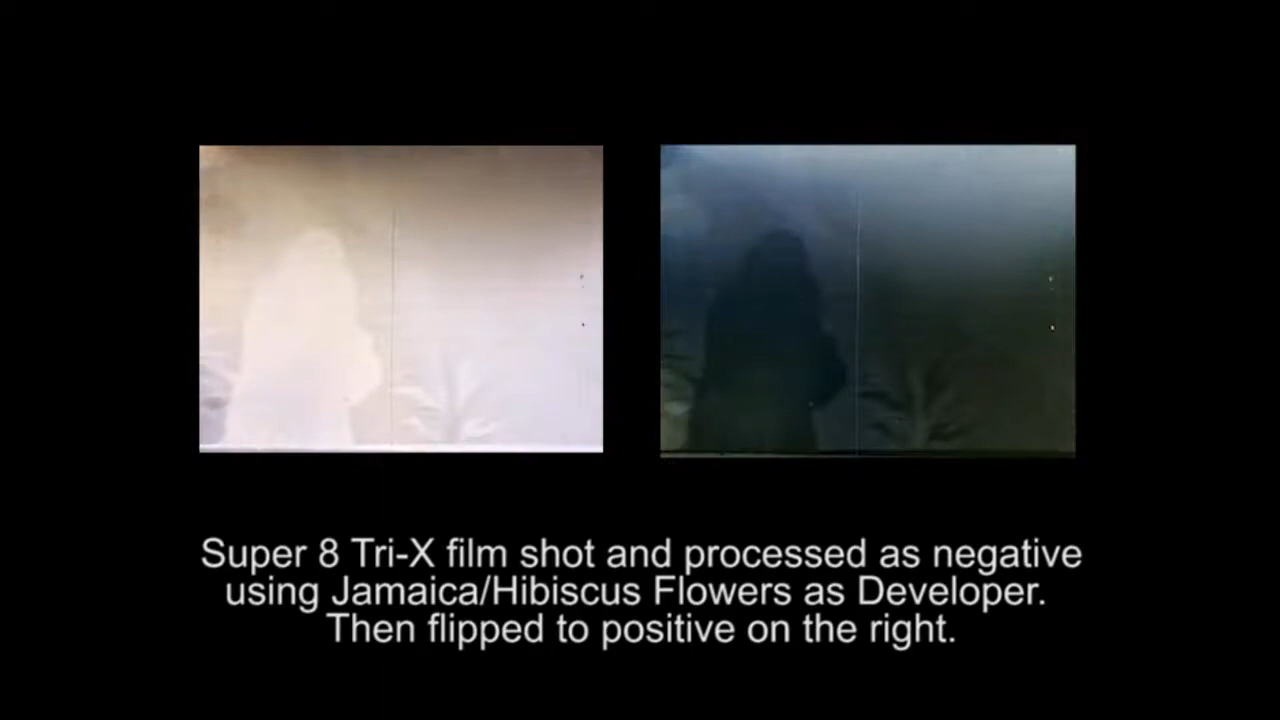 Super 8 Tri-X film shot and processed as negative
using Jamaica/Hibiscus Flowers as Developer.
Then flipped to positive on the right.